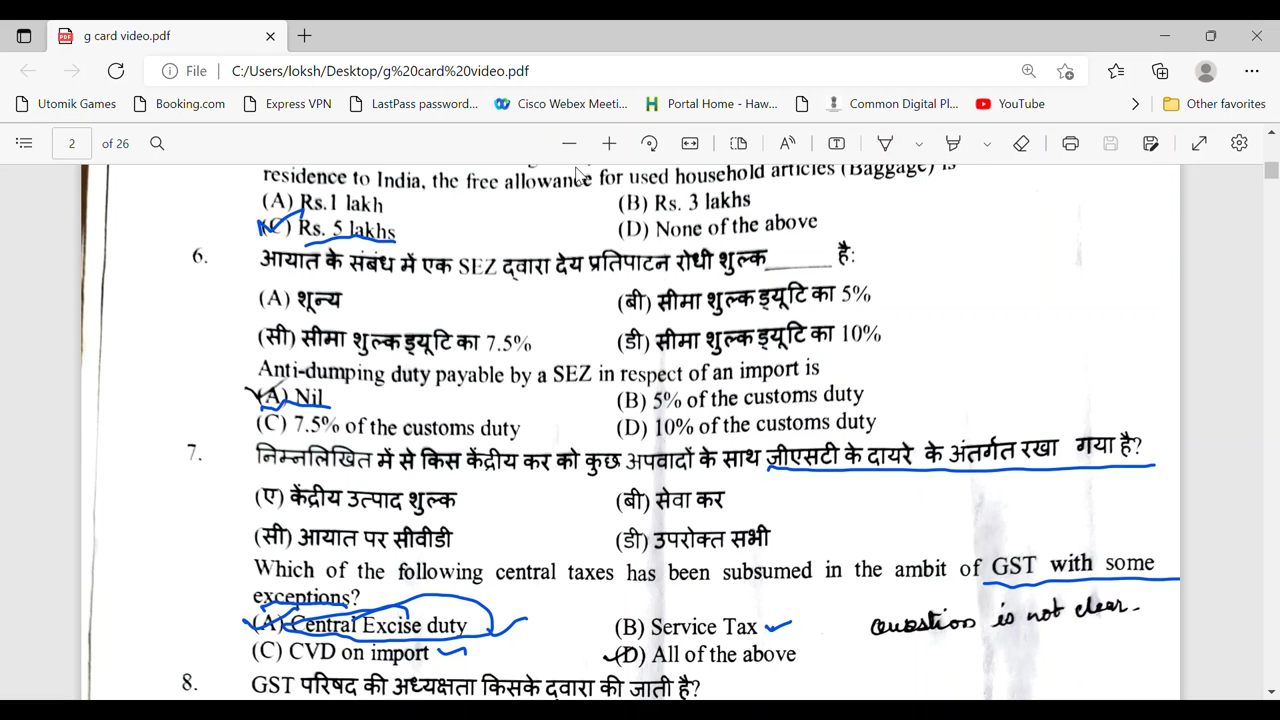 g card video.pdf
File C:/Users/loksh/Desktop/g%20card%20video.pdf
Utomik Games Booking.com Express VPN LastPass password... Cisco Webex Meeti... Portal Home - Haw... Common Digital Pl... YouTube Other favorites
2 of 26
residence to India, the free allowance for used household articles (Baggage) is
(A) Rs.1 lakh (B) Rs. 3 lakhs
(C) Rs. 5 lakhs (D) None of the above
6. आयात के संबंध में एक SEZ द्वारा देय प्रतिपाटन रोधी शुल्क______ है:
(A) शून्य (बी) सीमा शुल्क ड्यूटि का 5%
(सी) सीमा शुल्क ड्यूटि का 7.5% (डी) सीमा शुल्क ड्यूटि का 10%
Anti-dumping duty payable by a SEZ in respect of an import is
(A) Nil (B) 5% of the customs duty
(C) 7.5% of the customs duty (D) 10% of the customs duty
7. निम्नलिखित में से किस केंद्रीय कर को कुछ अपवादों के साथ जीएसटी के दायरे के अंतर्गत रखा गया है?
(ए) केंद्रीय उत्पाद शुल्क (बी) सेवा कर
(सी) आयात पर सीवीडी (डी) उपरोक्त सभी
Which of the following central taxes has been subsumed in the ambit of GST with some
exceptions?
(A) Central Excise duty (B) Service Tax question is not clear.
(C) CVD on import (D) All of the above
8. GST परिषद की अध्यक्षता किसके द्वारा की जाती है?